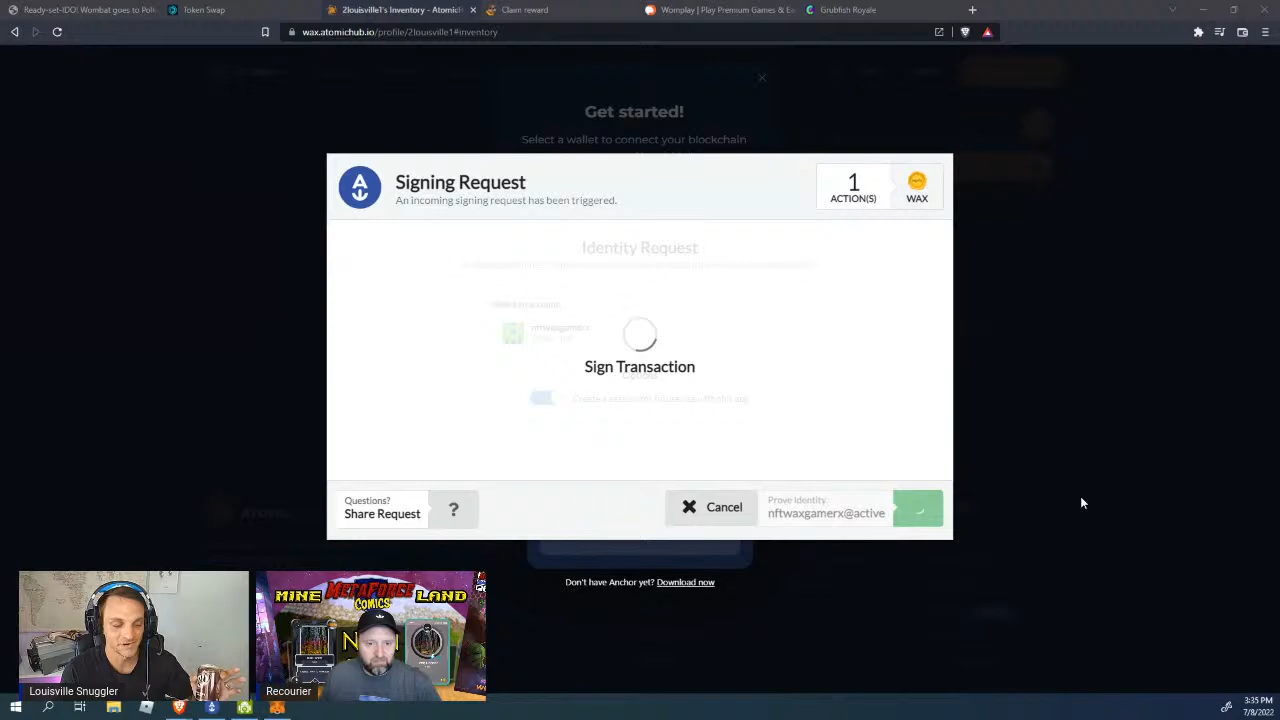 Ready-set-IDO! Wombat goes to Polk
Token Swap
2louisville1's Inventory - AtomicH
Claim reward
Womplay | Play Premium Games & Ea
Grubfish Royale
wax.atomichub.io/profile/2louisville1#inventory
Get started!
Select a wallet to connect your blockchain
Signing Request
An incoming signing request has been triggered.
1
ACTION(S)
WAX
Identity Request
nftwaxgamerx
Sign Transaction
Questions?
Share Request
?
Cancel
Prove Identity:
nftwaxgamerx@active
Don't have Anchor yet? Download now
MINE
METAFORCE
COMICS
LAND
Louisville Snuggler
Recourier
3:35 PM
7/8/2022